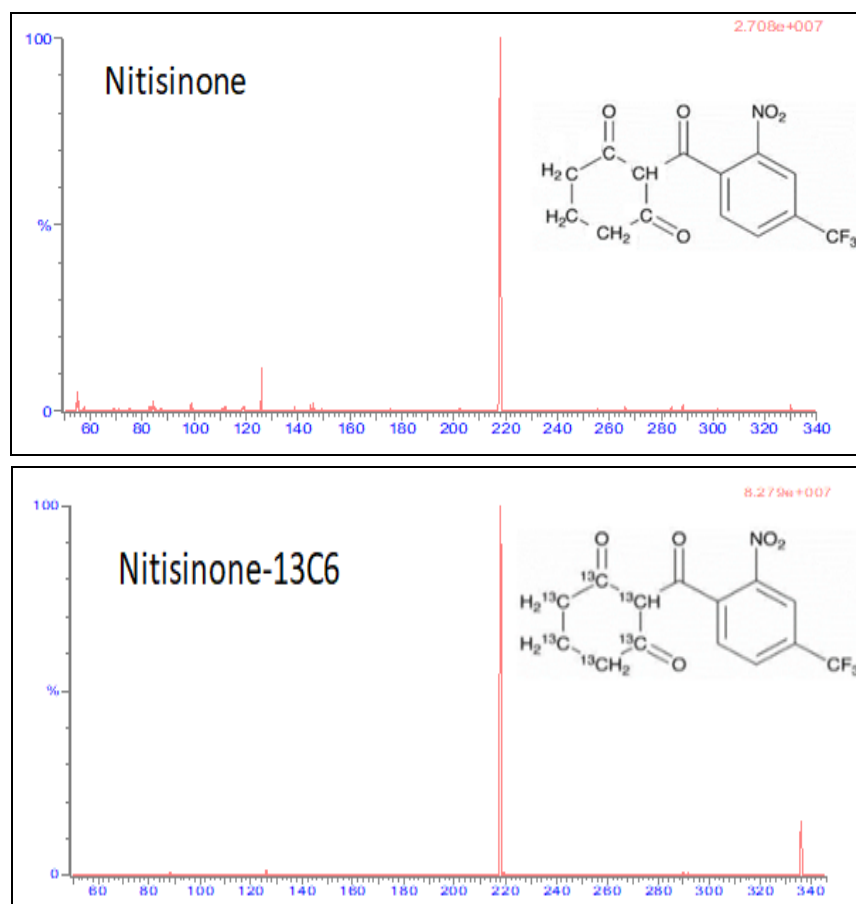 2.708e+007
100
Nitisinone
O O NO2
C
H2C CH
H2C C
CH2 O CF3
%
0
60 80 100 120 140 160 180 200 220 240 260 280 300 320 340
8.279e+007
100
Nitisinone-13C6
O O NO2
13C
H2 13C 13CH
H2 13C 13C
13CH2 O CF3
%
0
60 80 100 120 140 160 180 200 220 240 260 280 300 320 340